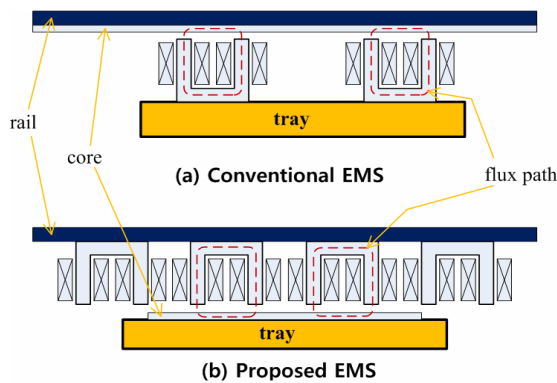 rail
core
tray
(a) Conventional EMS
flux path
tray
(b) Proposed EMS